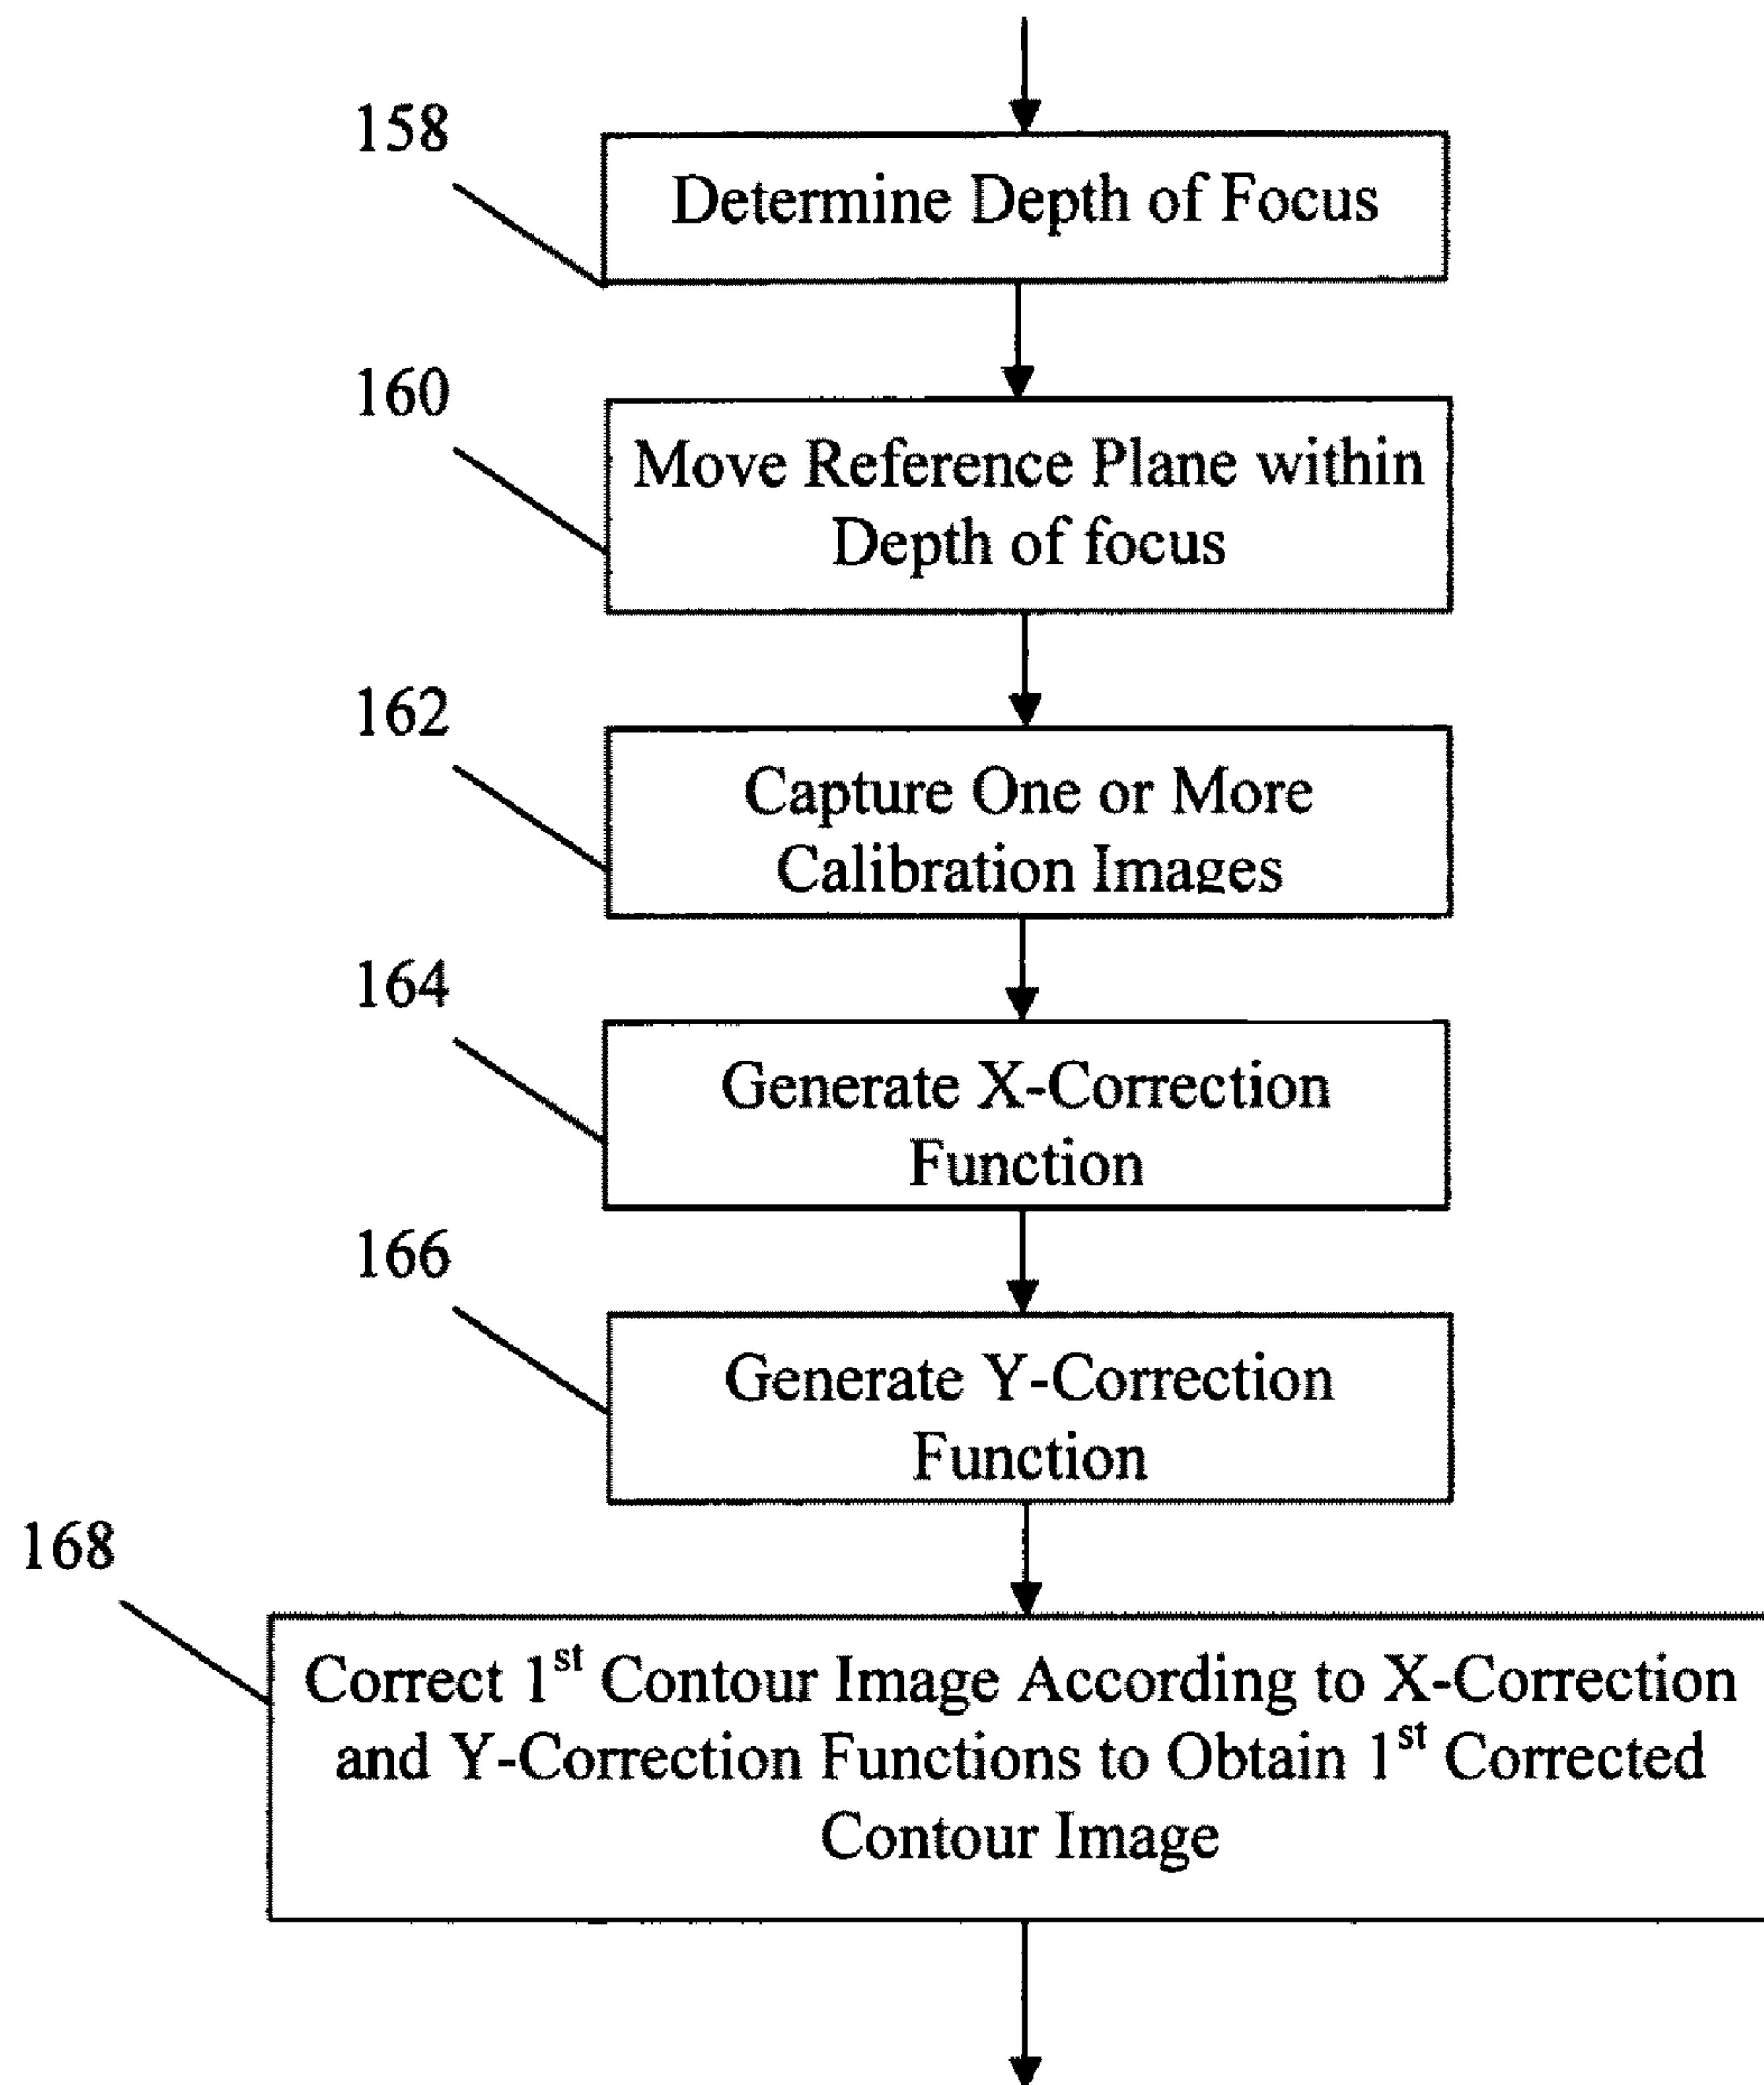 158
Determine Depth of Focus
160
Move Reference Plane within
Depth of focus
162
Capture One or More
Calibration Images
164
Generate X-Correction
Function
166
Generate Y-Correction
Function
168
Correct 1st Contour Image According to X-Correction
and Y-Correction Functions to Obtain 1st Corrected
Contour Image